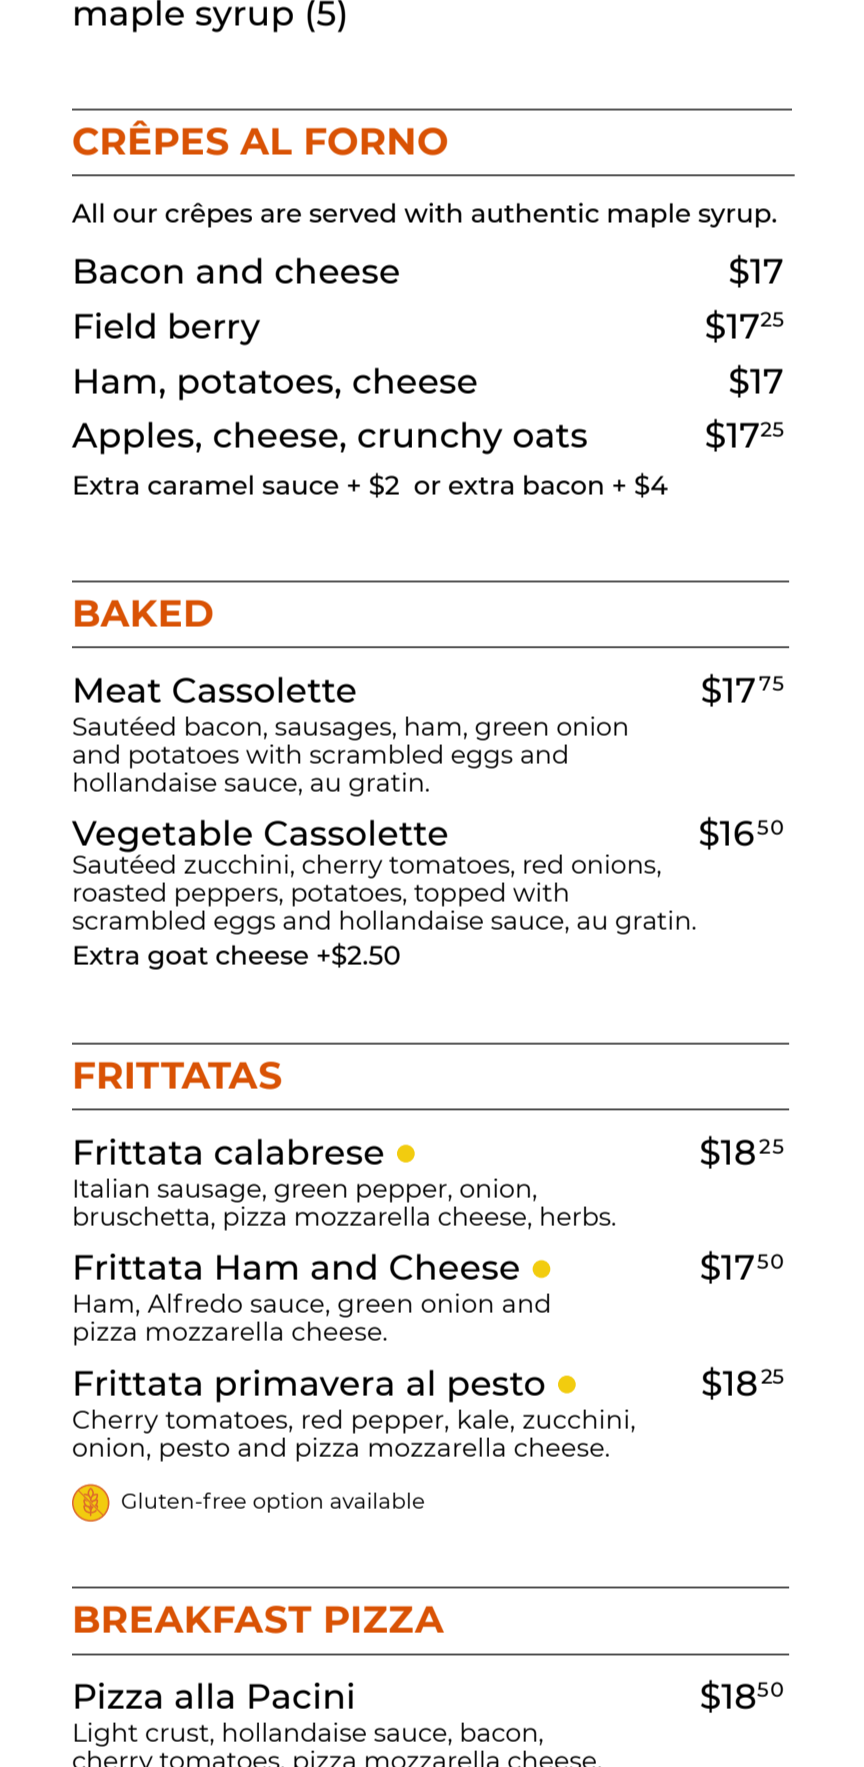 maple syrup (5)
CRÊPES AL FORNO
All our crêpes are served with authentic maple syrup.
Bacon and cheese $17
Field berry $17²⁵
Ham, potatoes, cheese $17
Apples, cheese, crunchy oats $17²⁵
Extra caramel sauce + $2 or extra bacon + $4
BAKED
Meat Cassolette $17⁷⁵
Sautéed bacon, sausages, ham, green onion
and potatoes with scrambled eggs and
hollandaise sauce, au gratin.
Vegetable Cassolette $16⁵⁰
Sautéed zucchini, cherry tomatoes, red onions,
roasted peppers, potatoes, topped with
scrambled eggs and hollandaise sauce, au gratin.
Extra goat cheese +$2.50
FRITTATAS
Frittata calabrese $18²⁵
Italian sausage, green pepper, onion,
bruschetta, pizza mozzarella cheese, herbs.
Frittata Ham and Cheese $17⁵⁰
Ham, Alfredo sauce, green onion and
pizza mozzarella cheese.
Frittata primavera al pesto $18²⁵
Cherry tomatoes, red pepper, kale, zucchini,
onion, pesto and pizza mozzarella cheese.
Gluten-free option available
BREAKFAST PIZZA
Pizza alla Pacini $18⁵⁰
Light crust, hollandaise sauce, bacon,
cherry tomatoes, pizza mozzarella cheese.